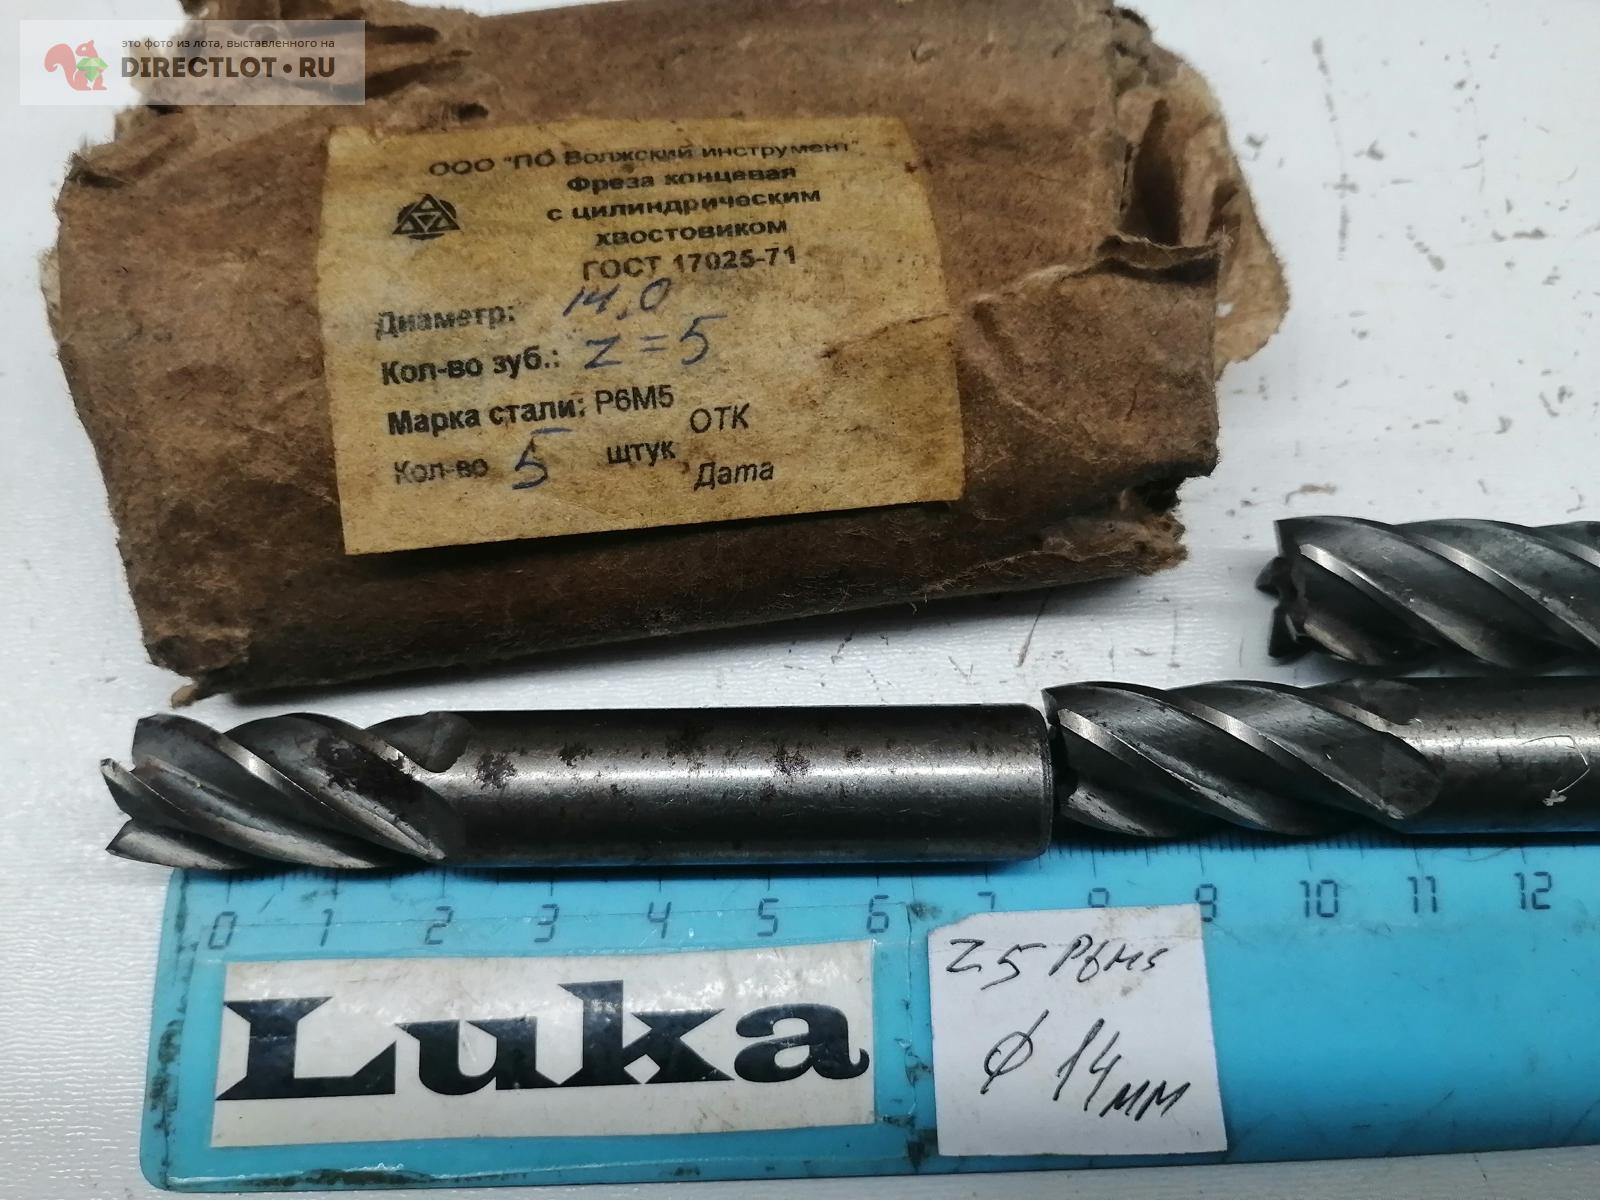 это фото из лота, выставленного на
DIRECTLOT.RU
ООО "ПО Волжский инструмент"
Фреза концевая
с цилиндрическим
хвостовиком
ГОСТ 17025-71
Диаметр: 14,0
Кол-во зуб.: z=5
Марка стали: Р6М5
ОТК
Кол-во 5 штук
Дата
0 1 2 3 4 5 6 7 8 9 10 11 12
Luka
Z5 Р6М5
⌀ 14мм